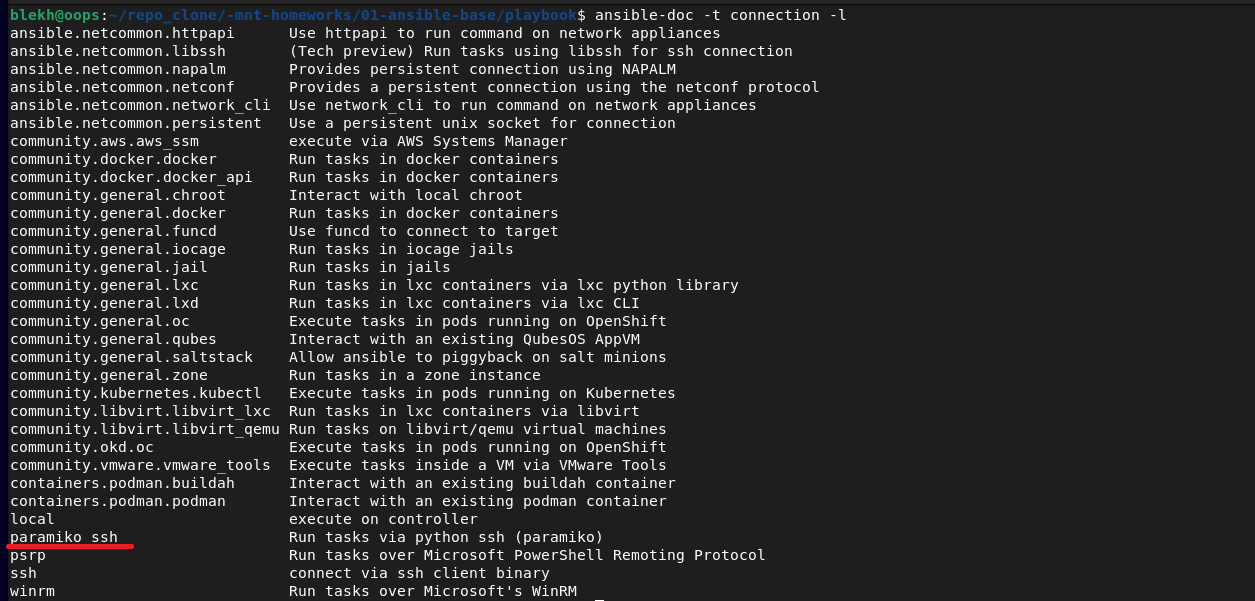 blekh@oops:~/repo_clone/-mnt-homeworks/01-ansible-base/playbook$ ansible-doc -t connection -l
ansible.netcommon.httpapi      Use httpapi to run command on network appliances
ansible.netcommon.libssh       (Tech preview) Run tasks using libssh for ssh connection
ansible.netcommon.napalm       Provides persistent connection using NAPALM
ansible.netcommon.netconf      Provides a persistent connection using the netconf protocol
ansible.netcommon.network_cli  Use network_cli to run command on network appliances
ansible.netcommon.persistent   Use a persistent unix socket for connection
community.aws.aws_ssm          execute via AWS Systems Manager
community.docker.docker        Run tasks in docker containers
community.docker.docker_api    Run tasks in docker containers
community.general.chroot       Interact with local chroot
community.general.docker       Run tasks in docker containers
community.general.funcd        Use funcd to connect to target
community.general.iocage       Run tasks in iocage jails
community.general.jail         Run tasks in jails
community.general.lxc          Run tasks in lxc containers via lxc python library
community.general.lxd          Run tasks in lxc containers via lxc CLI
community.general.oc           Execute tasks in pods running on OpenShift
community.general.qubes        Interact with an existing QubesOS AppVM
community.general.saltstack    Allow ansible to piggyback on salt minions
community.general.zone         Run tasks in a zone instance
community.kubernetes.kubectl   Execute tasks in pods running on Kubernetes
community.libvirt.libvirt_lxc  Run tasks in lxc containers via libvirt
community.libvirt.libvirt_qemu Run tasks on libvirt/qemu virtual machines
community.okd.oc               Execute tasks in pods running on OpenShift
community.vmware.vmware_tools  Execute tasks inside a VM via VMware Tools
containers.podman.buildah      Interact with an existing buildah container
containers.podman.podman       Interact with an existing podman container
local                          execute on controller
paramiko_ssh                   Run tasks via python ssh (paramiko)
psrp                           Run tasks over Microsoft PowerShell Remoting Protocol
ssh                            connect via ssh client binary
winrm                          Run tasks over Microsoft's WinRM